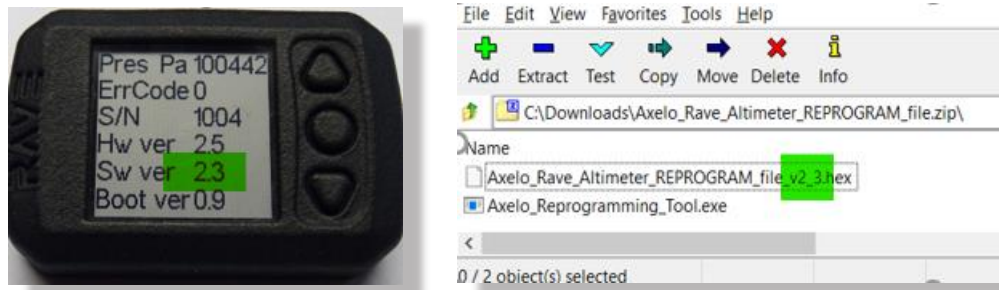 RAVE
Pres Pa 100442
ErrCode 0
S/N 1004
Hw ver 2.5
Sw ver 2.3
Boot ver 0.9
File Edit View Favorites Tools Help
Add Extract Test Copy Move Delete Info
C:\Downloads\Axelo_Rave_Altimeter_REPROGRAM_file.zip\
Name
Axelo_Rave_Altimeter_REPROGRAM_file_v2_3.hex
Axelo_Reprogramming_Tool.exe
0 / 2 object(s) selected